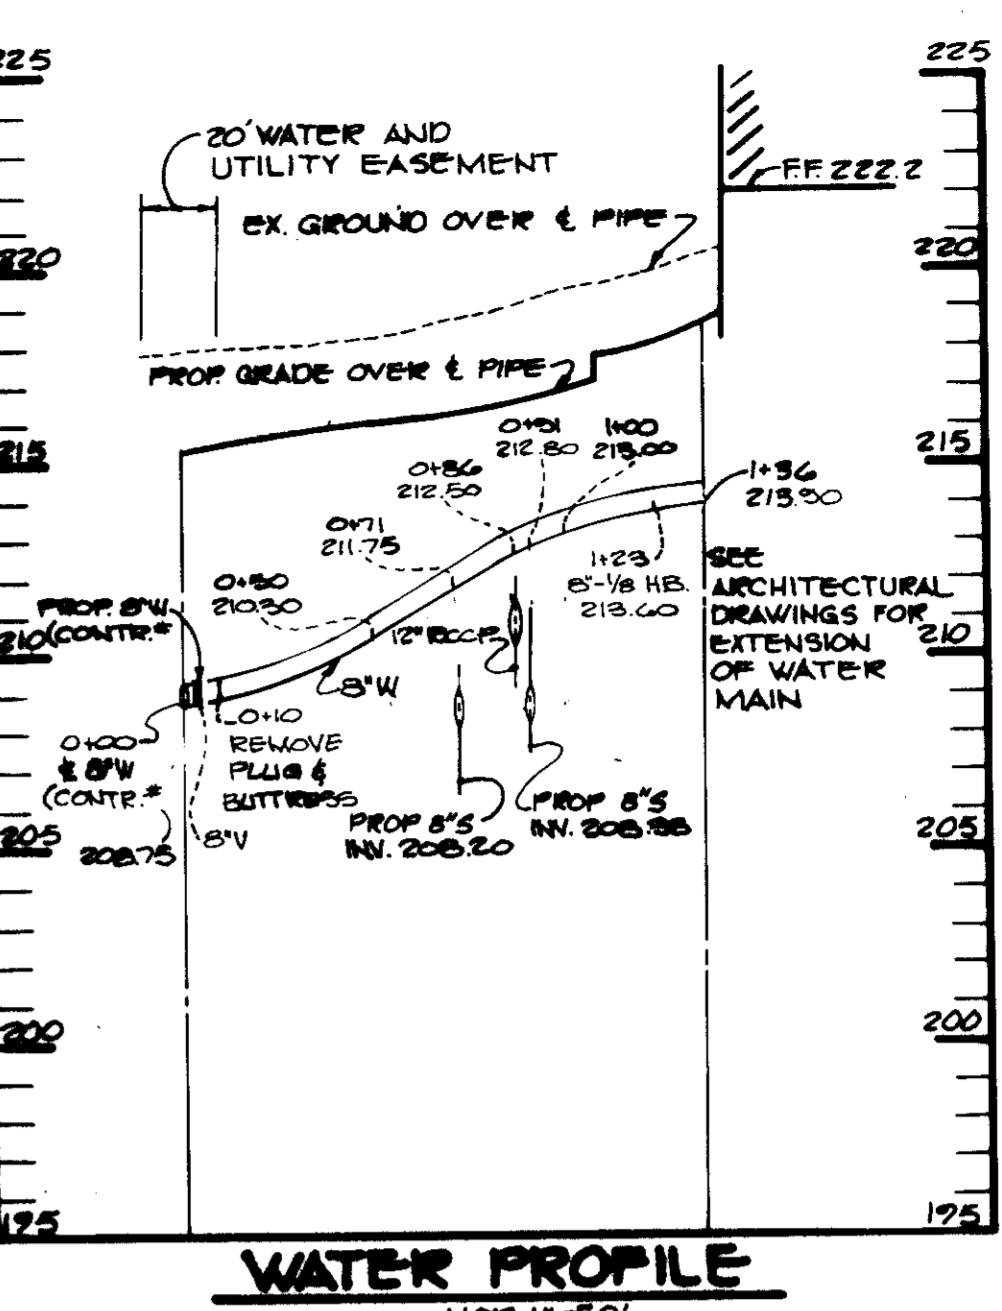 225
225
20' WATER AND
UTILITY EASEMENT
F.F. 222.2
EX. GROUND OVER ℄ PIPE
220
220
PROP. GRADE OVER ℄ PIPE
215
215
0+91
212.80
1+00
213.00
0+86
212.50
1+36
213.90
0+71
211.75
0+50
210.30
1+23
8"-1/8 HB.
213.60
SEE
ARCHITECTURAL
DRAWINGS FOR
EXTENSION
OF WATER
MAIN
PROP. 8"W
(CONTR.#
210
210
12" RCCP
8"W
0+10
REMOVE
PLUG &
BUTTRESS
0+00
℄ 8"W
(CONTR.#
208.75
8"V
PROP 8"S
INV. 208.20
PROP 8"S
INV.
205
205
200
200
195
195
WATER PROFILE